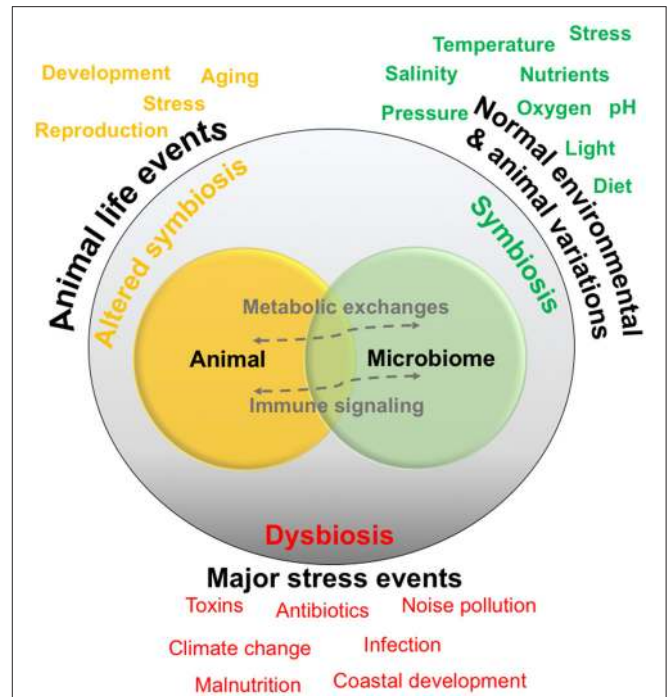 Development
Aging
Stress
Reproduction
Animal life events
Altered symbiosis
Temperature
Stress
Salinity
Nutrients
Pressure
Oxygen
pH
Light
Diet
Normal environmental
& animal variations
Symbiosis
Metabolic exchanges
Animal
Microbiome
Immune signaling
Dysbiosis
Major stress events
Toxins
Antibiotics
Noise pollution
Climate change
Infection
Malnutrition
Coastal development